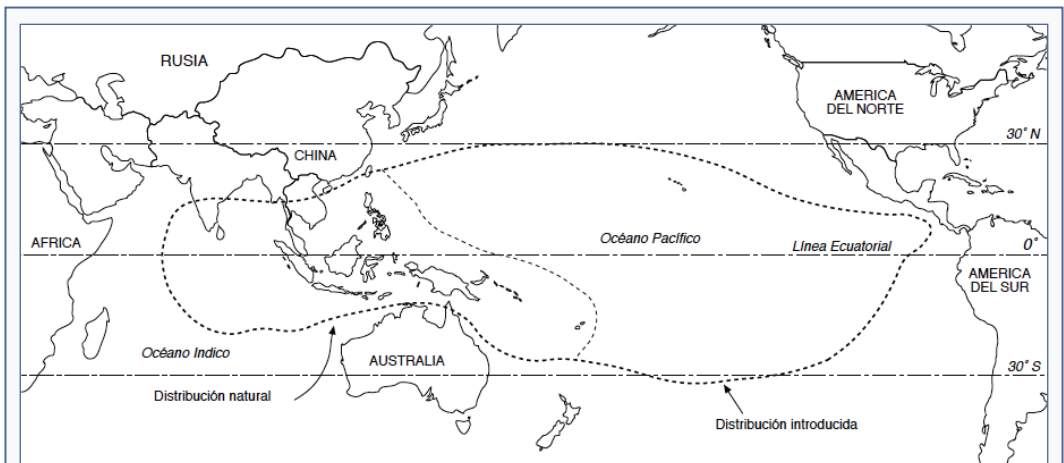 RUSIA
AMERICA
DEL NORTE
30° N
CHINA
AFRICA
Océano Pacífico
Línea Ecuatorial
0°
AMERICA
DEL SUR
Océano Indico
AUSTRALIA
30° S
Distribución natural
Distribución introducida